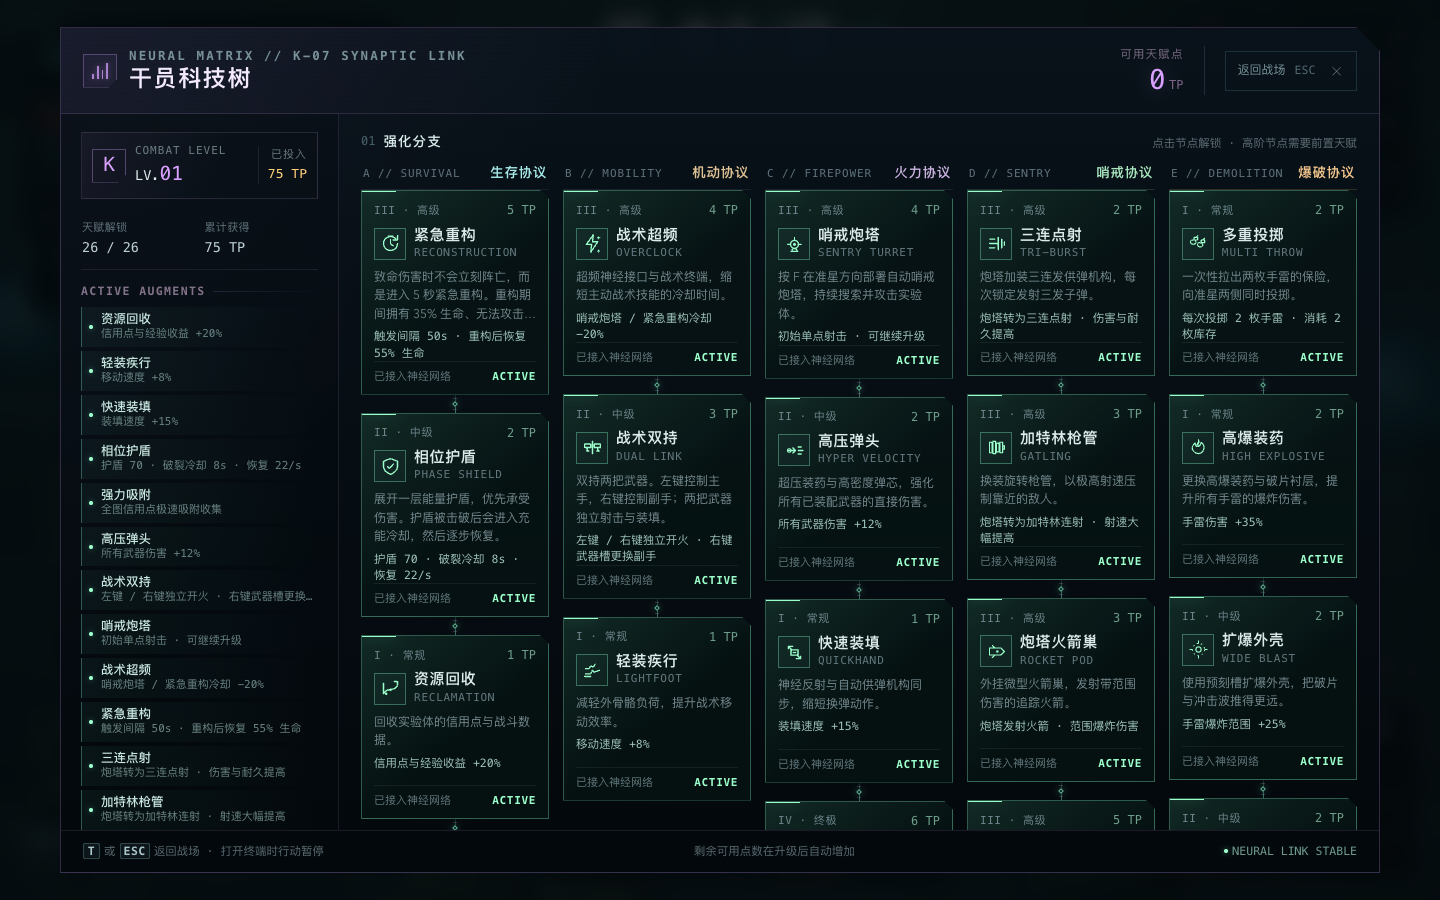 NEURAL MATRIX // K-07 SYNAPTIC LINK
干员科技树
可用天赋点
0 TP
返回战场 ESC
K
COMBAT LEVEL
LV.01
已投入
75 TP
天赋解锁
26 / 26
累计获得
75 TP
ACTIVE AUGMENTS
资源回收
信用点与经验收益 +20%
轻装疾行
移动速度 +8%
快速装填
装填速度 +15%
相位护盾
护盾 70 · 破裂冷却 8s · 恢复 22/s
强力吸附
全图信用点极速吸附收集
高压弹头
所有武器伤害 +12%
战术双持
左键 / 右键独立开火 · 右键武器槽更换…
哨戒炮塔
初始单点射击 · 可继续升级
战术超频
哨戒炮塔 / 紧急重构冷却 -20%
紧急重构
触发间隔 50s · 重构后恢复 55% 生命
三连点射
炮塔转为三连点射 · 伤害与耐久提高
加特林枪管
炮塔转为加特林连射 · 射速大幅提高
01 强化分支
点击节点解锁 · 高阶节点需要前置天赋
A // SURVIVAL 生存协议
III · 高级 5 TP
紧急重构
RECONSTRUCTION
致命伤害时不会立刻阵亡，而
是进入 5 秒紧急重构。重构期
间拥有 35% 生命、无法攻击…
触发间隔 50s · 重构后恢复
55% 生命
已接入神经网络 ACTIVE
II · 中级 2 TP
相位护盾
PHASE SHIELD
展开一层能量护盾，优先承受
伤害。护盾被击破后会进入充
能冷却，然后逐步恢复。
护盾 70 · 破裂冷却 8s ·
恢复 22/s
已接入神经网络 ACTIVE
I · 常规 1 TP
资源回收
RECLAMATION
回收实验体的信用点与战斗数
据。
信用点与经验收益 +20%
已接入神经网络 ACTIVE
B // MOBILITY 机动协议
III · 高级 4 TP
战术超频
OVERCLOCK
超频神经接口与战术终端，缩
短主动战术技能的冷却时间。
哨戒炮塔 / 紧急重构冷却
-20%
已接入神经网络 ACTIVE
II · 中级 3 TP
战术双持
DUAL LINK
双持两把武器。左键控制主
手，右键控制副手；两把武器
独立射击与装填。
左键 / 右键独立开火 · 右键
武器槽更换副手
已接入神经网络 ACTIVE
I · 常规 1 TP
轻装疾行
LIGHTFOOT
减轻外骨骼负荷，提升战术移
动效率。
移动速度 +8%
已接入神经网络 ACTIVE
C // FIREPOWER 火力协议
III · 高级 4 TP
哨戒炮塔
SENTRY TURRET
按 F 在准星方向部署自动哨戒
炮塔，持续搜索并攻击实验
体。
初始单点射击 · 可继续升级
已接入神经网络 ACTIVE
II · 中级 2 TP
高压弹头
HYPER VELOCITY
超压装药与高密度弹芯，强化
所有已装配武器的直接伤害。
所有武器伤害 +12%
已接入神经网络 ACTIVE
I · 常规 1 TP
快速装填
QUICKHAND
神经反射与自动供弹机构同
步，缩短换弹动作。
装填速度 +15%
已接入神经网络 ACTIVE
IV · 终极 6 TP
D // SENTRY 哨戒协议
III · 高级 2 TP
三连点射
TRI-BURST
炮塔加装三连发供弹机构，每
次锁定发射三发子弹。
炮塔转为三连点射 · 伤害与耐
久提高
已接入神经网络 ACTIVE
III · 高级 3 TP
加特林枪管
GATLING
换装旋转枪管，以极高射速压
制靠近的敌人。
炮塔转为加特林连射 · 射速大
幅提高
已接入神经网络 ACTIVE
III · 高级 3 TP
炮塔火箭巢
ROCKET POD
外挂微型火箭巢，发射带范围
伤害的追踪火箭。
炮塔发射火箭 · 范围爆炸伤害
已接入神经网络 ACTIVE
III · 高级 5 TP
E // DEMOLITION 爆破协议
I · 常规 2 TP
多重投掷
MULTI THROW
一次性拉出两枚手雷的保险，
向准星两侧同时投掷。
每次投掷 2 枚手雷 · 消耗 2
枚库存
已接入神经网络 ACTIVE
I · 常规 2 TP
高爆装药
HIGH EXPLOSIVE
更换高爆装药与破片衬层，提
升所有手雷的爆炸伤害。
手雷伤害 +35%
已接入神经网络 ACTIVE
II · 中级 2 TP
扩爆外壳
WIDE BLAST
使用预刻槽扩爆外壳，把破片
与冲击波推得更远。
手雷爆炸范围 +25%
已接入神经网络 ACTIVE
II · 中级 2 TP
T 或 ESC 返回战场 · 打开终端时行动暂停
剩余可用点数在升级后自动增加
NEURAL LINK STABLE